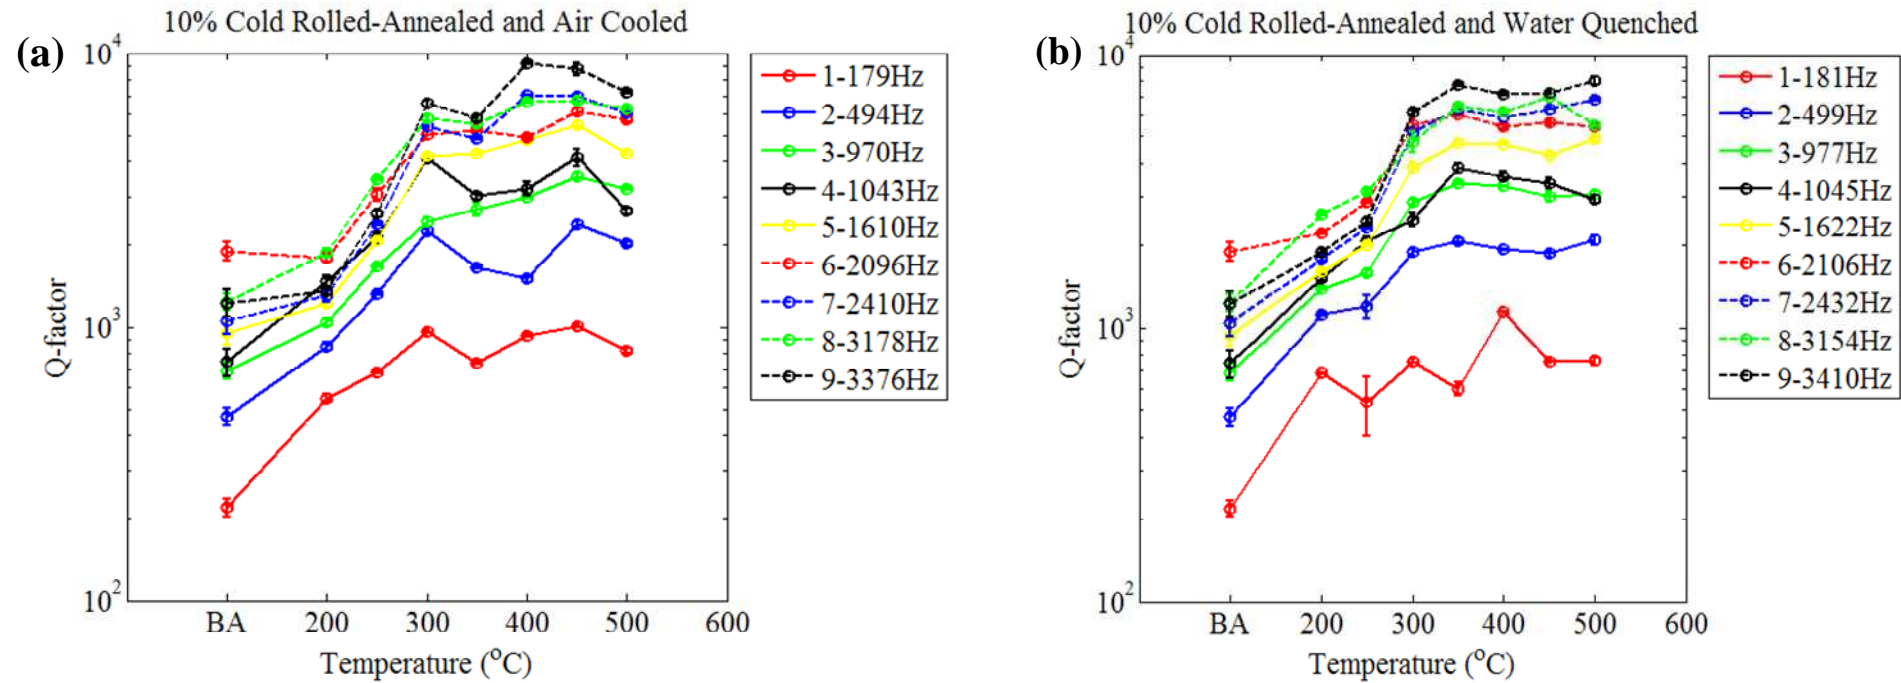 (a)
10% Cold Rolled-Annealed and Air Cooled
10^4
10^3
10^2
Q-factor
BA 200 300 400 500 600
Temperature (°C)
1-179Hz
2-494Hz
3-970Hz
4-1043Hz
5-1610Hz
6-2096Hz
7-2410Hz
8-3178Hz
9-3376Hz
(b)
10% Cold Rolled-Annealed and Water Quenched
10^4
10^3
10^2
Q-factor
BA 200 300 400 500 600
Temperature (°C)
1-181Hz
2-499Hz
3-977Hz
4-1045Hz
5-1622Hz
6-2106Hz
7-2432Hz
8-3154Hz
9-3410Hz